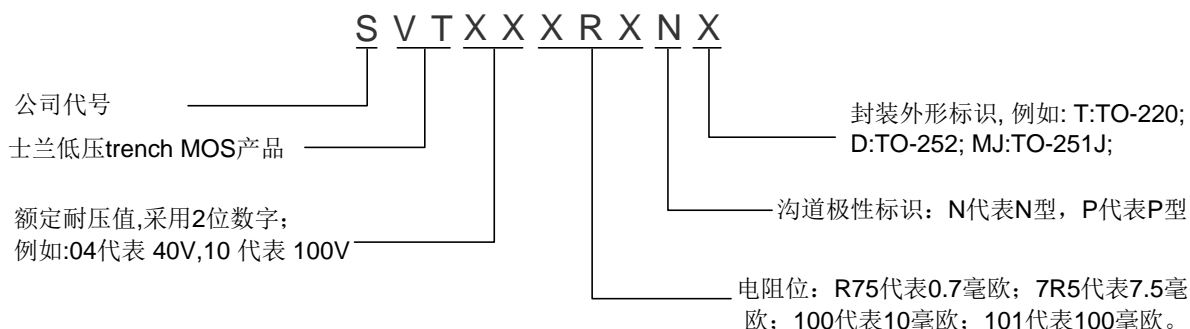 S V T X X X R X N X
公司代号
士兰低压trench MOS产品
额定耐压值,采用2位数字；
例如:04代表 40V,10 代表 100V
封装外形标识, 例如: T:TO-220;
D:TO-252; MJ:TO-251J;
沟道极性标识：N代表N型，P代表P型
电阻位：R75代表0.7毫欧；7R5代表7.5毫
欧；100代表10毫欧；101代表100毫欧。